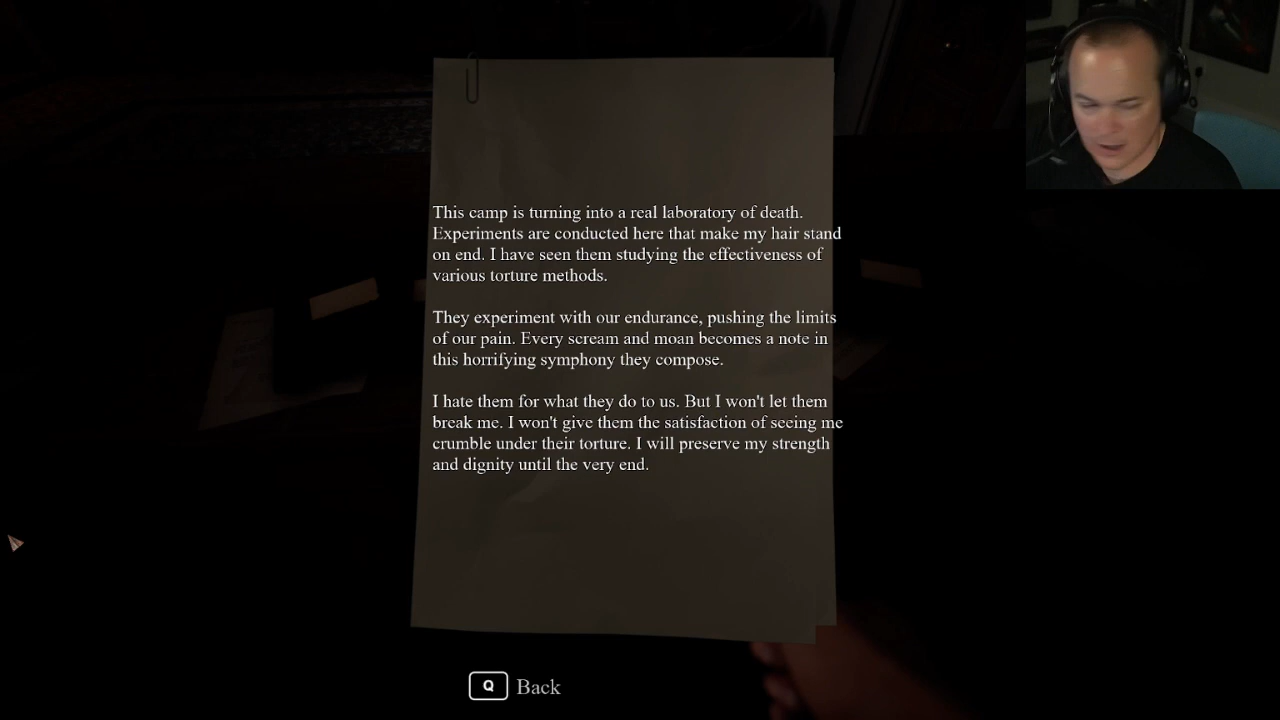 This camp is turning into a real laboratory of death.
Experiments are conducted here that make my hair stand
on end. I have seen them studying the effectiveness of
various torture methods.
They experiment with our endurance, pushing the limits
of our pain. Every scream and moan becomes a note in
this horrifying symphony they compose.
I hate them for what they do to us. But I won't let them
break me. I won't give them the satisfaction of seeing me
crumble under their torture. I will preserve my strength
and dignity until the very end.
Q Back